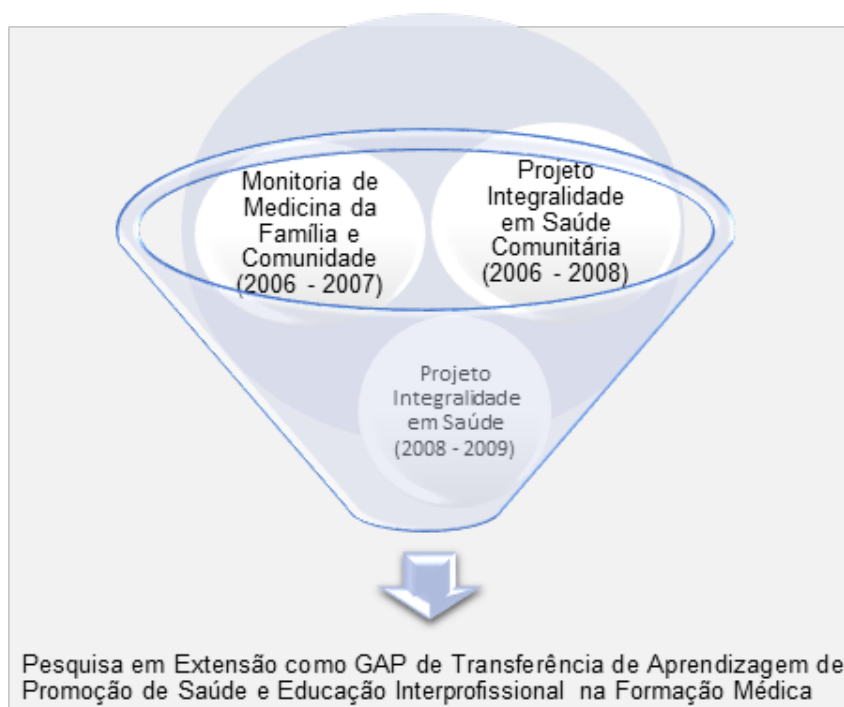 Monitoria de
Medicina da
Família e
Comunidade
(2006 - 2007)
Projeto
Integralidade
em Saúde
Comunitária
(2006 - 2008)
Projeto
Integralidade
em Saúde
(2008 - 2009)
Pesquisa em Extensão como GAP de Transferência de Aprendizagem de
Promoção de Saúde e Educação Interprofissional na Formação Médica